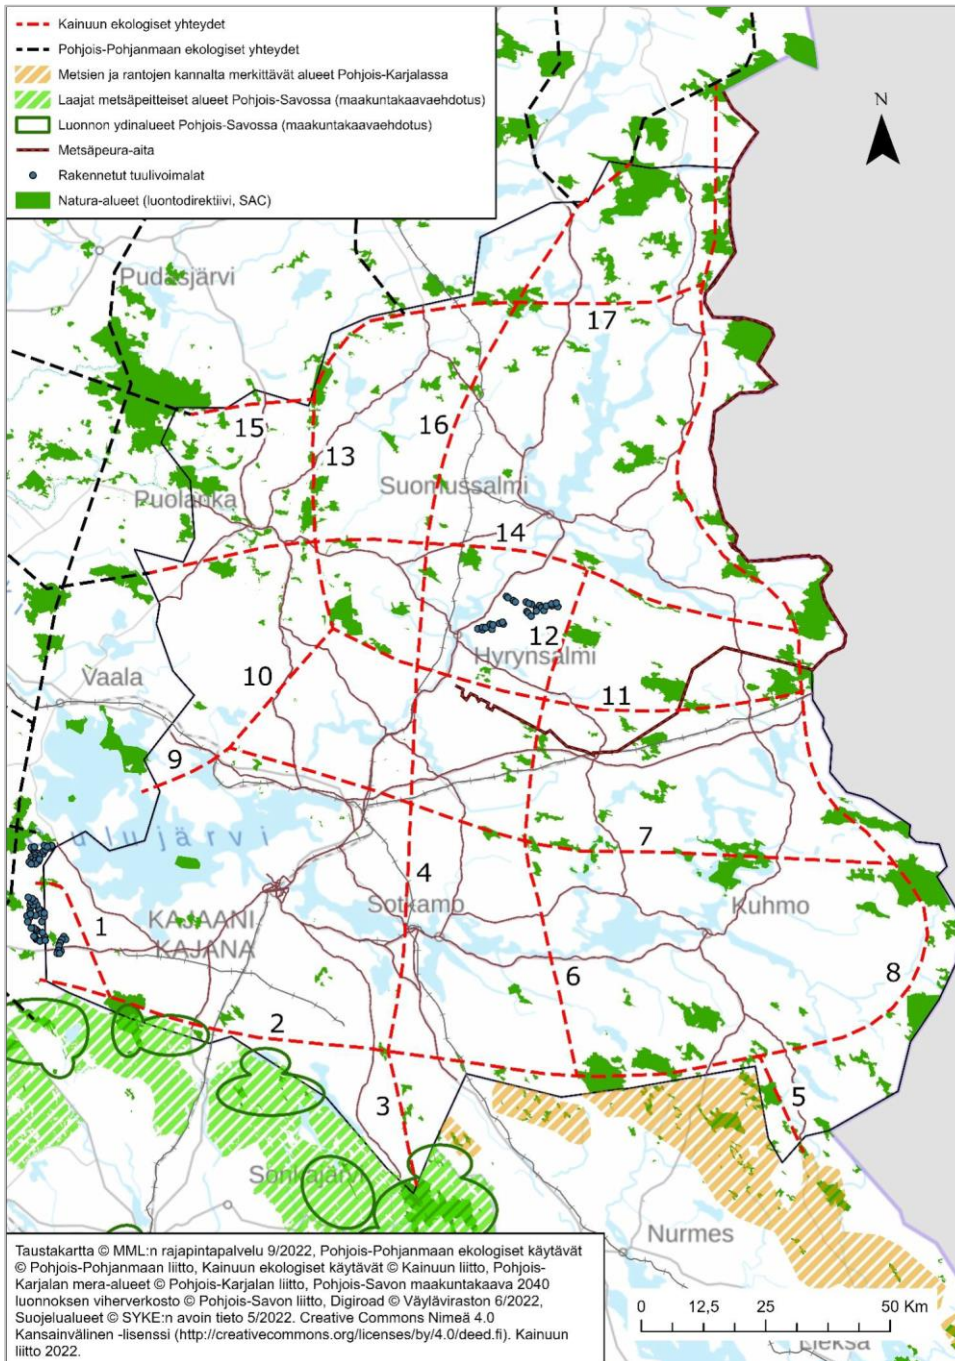 Kainuun ekologiset yhteydet
Pohjois-Pohjanmaan ekologiset yhteydet
Metsien ja rantojen kannalta merkittävät alueet Pohjois-Karjalassa
Laajat metsäpeitteiset alueet Pohjois-Savossa (maakuntakaavaehdotus)
Luonnon ydinalueet Pohjois-Savossa (maakuntakaavaehdotus)
Metsäpeura-aita
Rakennetut tuulivoimalat
Natura-alueet (luontodirektiivi, SAC)
N
Pudasjärvi
17
15
16
13
Suomussalmi
Puolanka
14
12
Hyrynsalmi
10
Vaala
11
9
ulujärvi
7
4
Sotkamo
Kuhmo
1
KAJAANI
KAJANA
6
8
2
3
5
Sonkajärvi
Nurmes
Taustakartta © MML:n rajapintapalvelu 9/2022, Pohjois-Pohjanmaan ekologiset käytävät
© Pohjois-Pohjanmaan liitto, Kainuun ekologiset käytävät © Kainuun liitto, Pohjois-
Karjalan mera-alueet © Pohjois-Karjalan liitto, Pohjois-Savon maakuntakaava 2040
luonnoksen viherverkosto © Pohjois-Savon liitto, Digiroad © Väyläviraston 6/2022,
Suojelualueet © SYKE:n avoin tieto 5/2022. Creative Commons Nimeä 4.0
Kansainvälinen -lisenssi (http://creativecommons.org/licenses/by/4.0/deed.fi). Kainuun
liitto 2022.
0 12,5 25 50 Km
Lieksa